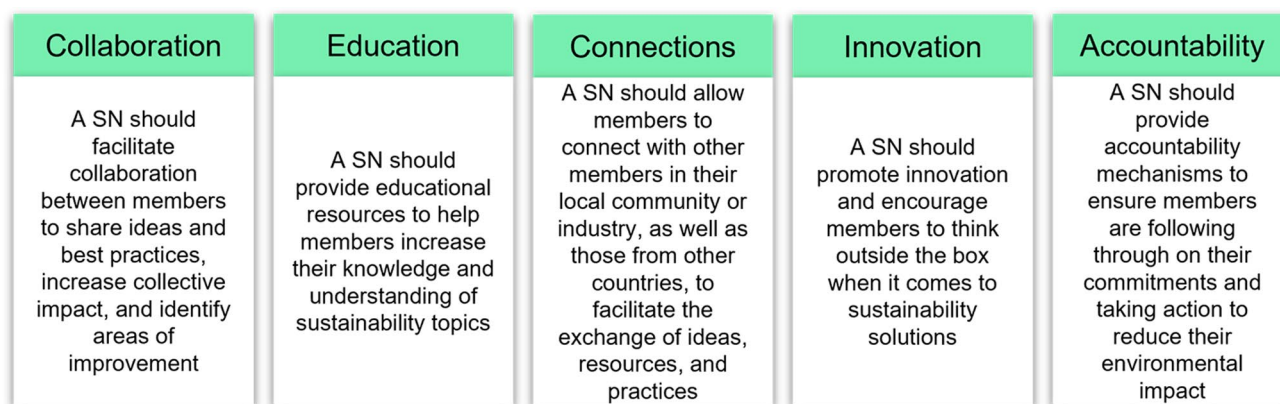 Collaboration
A SN should
facilitate
collaboration
between members
to share ideas and
best practices,
increase collective
impact, and identify
areas of
improvement
Education
A SN should
provide educational
resources to help
members increase
their knowledge and
understanding of
sustainability topics
Connections
A SN should allow
members to
connect with other
members in their
local community or
industry, as well as
those from other
countries, to
facilitate the
exchange of ideas,
resources, and
practices
Innovation
A SN should
promote innovation
and encourage
members to think
outside the box
when it comes to
sustainability
solutions
Accountability
A SN should
provide
accountability
mechanisms to
ensure members
are following
through on their
commitments and
taking action to
reduce their
environmental
impact